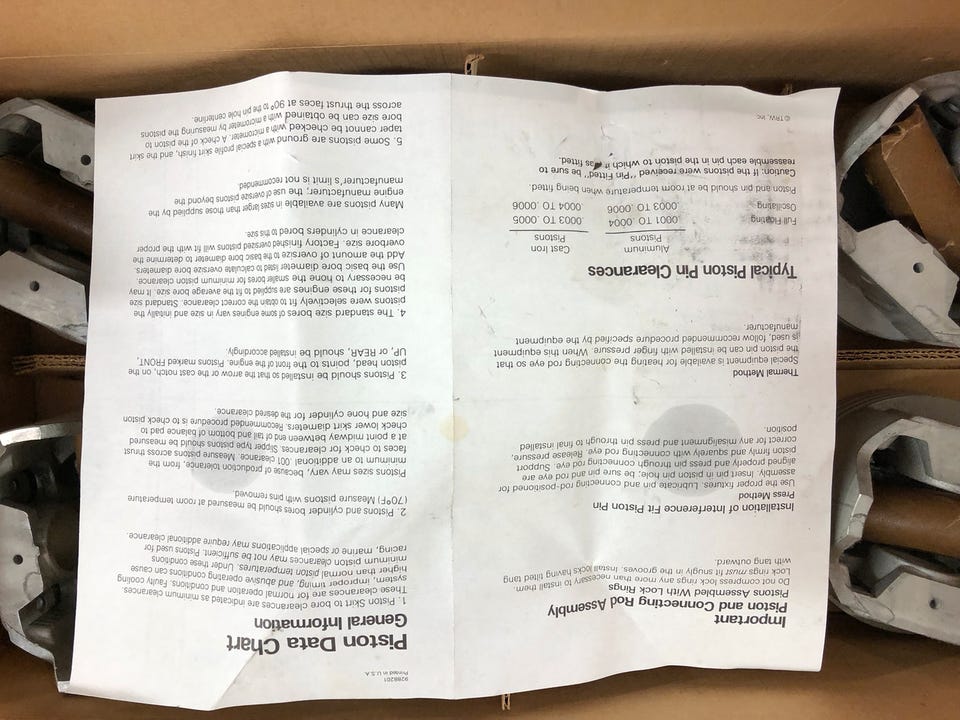 9288201
Printed in U.S.A.
Piston Data Chart
General Information
1. Piston Skirt to bore clearances are indicated as minimum clearances.
These clearances are for normal operation and conditions. Faulty cooling
system, improper timing, and abusive operating conditions can cause
higher than normal piston temperatures. Under these conditions
minimum piston clearances may not be sufficient. Pistons used for
racing, marine or special applications may require additional clearance.
2. Pistons and cylinder bores should be measured at room temperature
(70°F) Measure pistons with pins removed.
Pistons sizes may vary, because of production tolerance, from the
minimum to an additional .001 clearance. Measure pistons across thrust
faces to check for clearances. Slipper type pistons should be measured
at a point midway between end of tail and bottom of balance pad to
check lower skirt diameters. Recommended procedure is to check piston
size and hone cylinder for the desired clearance.
3. Pistons should be installed so that the arrow or the cast notch, on the
piston head, points to the front of the engine. Pistons marked FRONT,
UP, or REAR, should be installed accordingly.
4. The standard size bores of some engines vary in size and initially the
pistons were selectively fit to obtain the correct clearance. Standard size
pistons for these engines are supplied to fit the average bore size. It may
be necessary to hone the smaller bores for minimum piston clearance.
Use the basic bore diameter listed to calculate oversize bore diameters.
Add the amount of oversize to the basic bore diameter to determine the
overbore size. Factory finished oversized pistons will fit with the proper
clearance in cylinders bored to this size.
Many pistons are available in sizes larger than those supplied by the
engine manufacturer; the use of oversize pistons beyond the
manufacturer's limit is not recommended.
5. Some pistons are ground with a special profile skirt finish, and the skirt
taper cannot be checked with a micrometer. A check of the piston to
bore size can be obtained with a micrometer by measuring the pistons
across the thrust faces at 90° to the pin hole centerline.
Important
Piston and Connecting Rod Assembly
Pistons Assembled With Lock Rings
Do not compress lock rings any more than necessary to install them.
Lock rings must fit snugly in the grooves. Install locks having tilted tang
with tang outward.
Installation of Interference Fit Piston Pin
Press Method
Use the proper fixtures. Lubricate pin and connecting rod-positioned for
assembly. Insert pin in piston pin hole; be sure pin and rod eye are
aligned properly and press pin through connecting rod eye. Support
piston firmly and squarely with connecting rod eye. Release pressure,
correct for any misalignment and press pin through to final installed
position.
Thermal Method
Special equipment is available for heating the connecting rod eye so that
the piston pin can be installed with finger pressure. When this equipment
is used, follow recommended procedure specified by the equipment
manufacturer.
Typical Piston Pin Clearances
Aluminum Cast Iron
Pistons Pistons
Full Floating .0001 TO .0004 .0003 TO .0005
Oscillating .0003 TO .0006 .0004 TO .0006
Piston and pin should be at room temperature when being fitted.
Caution: If the pistons were received "Pin Fitted," be sure to
reassemble each pin in the piston to which it was fitted.
© TRW, Inc.